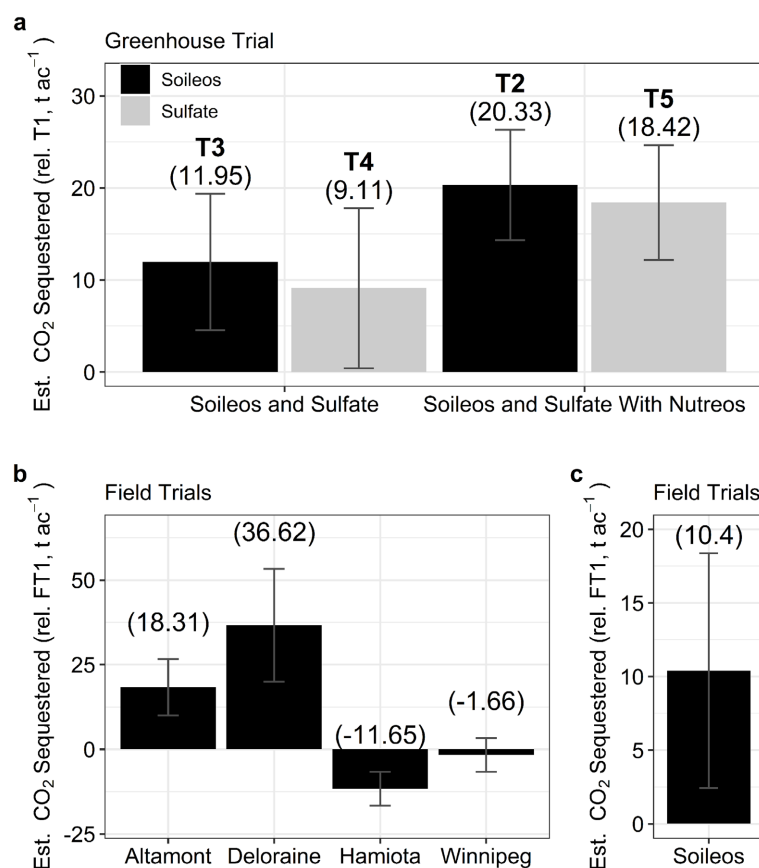 a
Greenhouse Trial
Est. CO₂ Sequestered (rel. T1, t ac⁻¹ )
30
20
10
0
Soileos
Sulfate
T3
(11.95)
T4
(9.11)
T2
(20.33)
T5
(18.42)
Soileos and Sulfate
Soileos and Sulfate With Nutreos
b
Field Trials
Est. CO₂ Sequestered (rel. FT1, t ac⁻¹ )
50
25
0
-25
(18.31)
(36.62)
(-11.65)
(-1.66)
Altamont
Deloraine
Hamiota
Winnipeg
c
Field Trials
Est. CO₂ Sequestered (rel. FT1, t ac⁻¹ )
20
15
10
5
0
(10.4)
Soileos